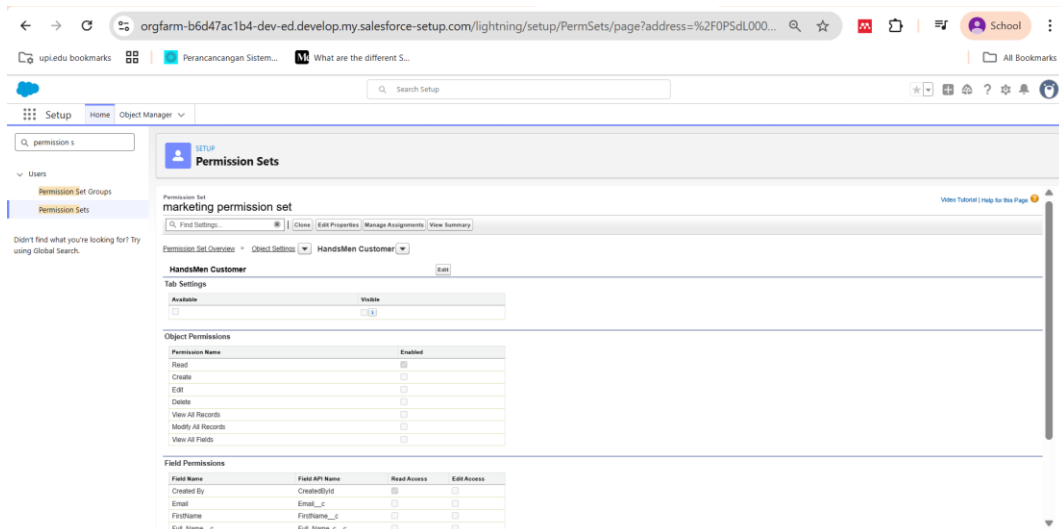 orgfarm-b6d47ac1b4-dev-ed.develop.my.salesforce-setup.com/lightning/setup/PermSets/page?address=%2F0PSdL000...
School
upi.edu bookmarks
Perancancangan Sistem...
What are the different S...
All Bookmarks
Search Setup
Setup Home Object Manager
permission s
SETUP
Permission Sets
Users
Permission Set Groups
Permission Sets
Didn't find what you're looking for? Try
using Global Search.
Permission Set
marketing permission set
Video Tutorial | Help for this Page
Find Settings... | Clone Edit Properties Manage Assignments View Summary
Permission Set Overview > Object Settings HandsMen Customer
HandsMen Customer Edit
Tab Settings
Available Visible
Object Permissions
Permission Name Enabled
Read
Create
Edit
Delete
View All Records
Modify All Records
View All Fields
Field Permissions
Field Name Field API Name Read Access Edit Access
Created By CreatedById
Email Email__c
FirstName FirstName__c
Full_Name__c Full_Name_c__c